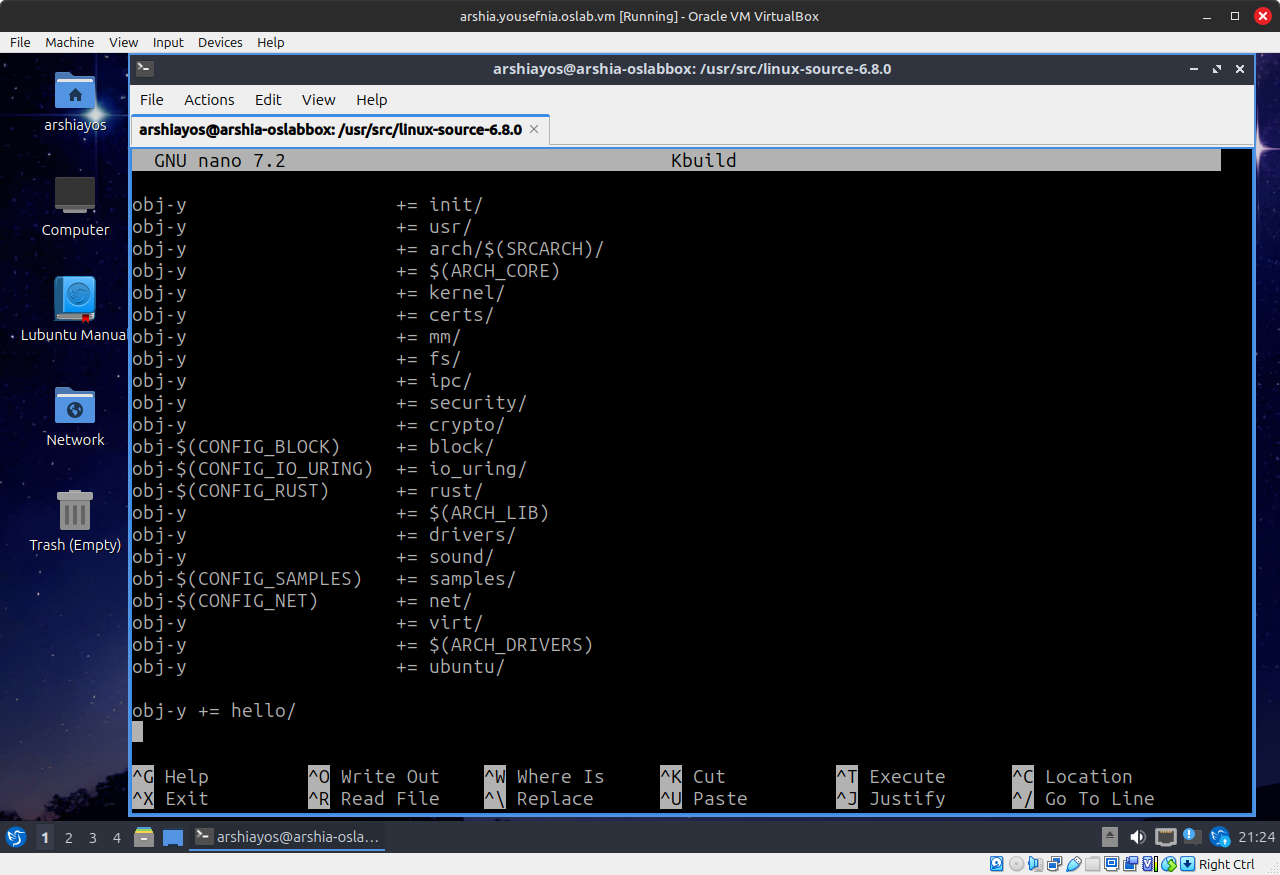 arshia.yousefnia.oslab.vm [Running] - Oracle VM VirtualBox
File Machine View Input Devices Help
arshiayos@arshia-oslabbox: /usr/src/linux-source-6.8.0
File Actions Edit View Help
arshiayos@arshia-oslabbox: /usr/src/linux-source-6.8.0
GNU nano 7.2 Kbuild
obj-y += init/
obj-y += usr/
obj-y += arch/$(SRCARCH)/
obj-y += $(ARCH_CORE)
obj-y += kernel/
obj-y += certs/
obj-y += mm/
obj-y += fs/
obj-y += ipc/
obj-y += security/
obj-y += crypto/
obj-$(CONFIG_BLOCK) += block/
obj-$(CONFIG_IO_URING) += io_uring/
obj-$(CONFIG_RUST) += rust/
obj-y += $(ARCH_LIB)
obj-y += drivers/
obj-y += sound/
obj-$(CONFIG_SAMPLES) += samples/
obj-$(CONFIG_NET) += net/
obj-y += virt/
obj-y += $(ARCH_DRIVERS)
obj-y += ubuntu/
obj-y += hello/
^G Help ^O Write Out ^W Where Is ^K Cut ^T Execute ^C Location
^X Exit ^R Read File ^\ Replace ^U Paste ^J Justify ^/ Go To Line
arshiayos
Computer
Lubuntu Manual
Network
Trash (Empty)
1 2 3 4 arshiayos@arshia-osla... 21:24
Right Ctrl